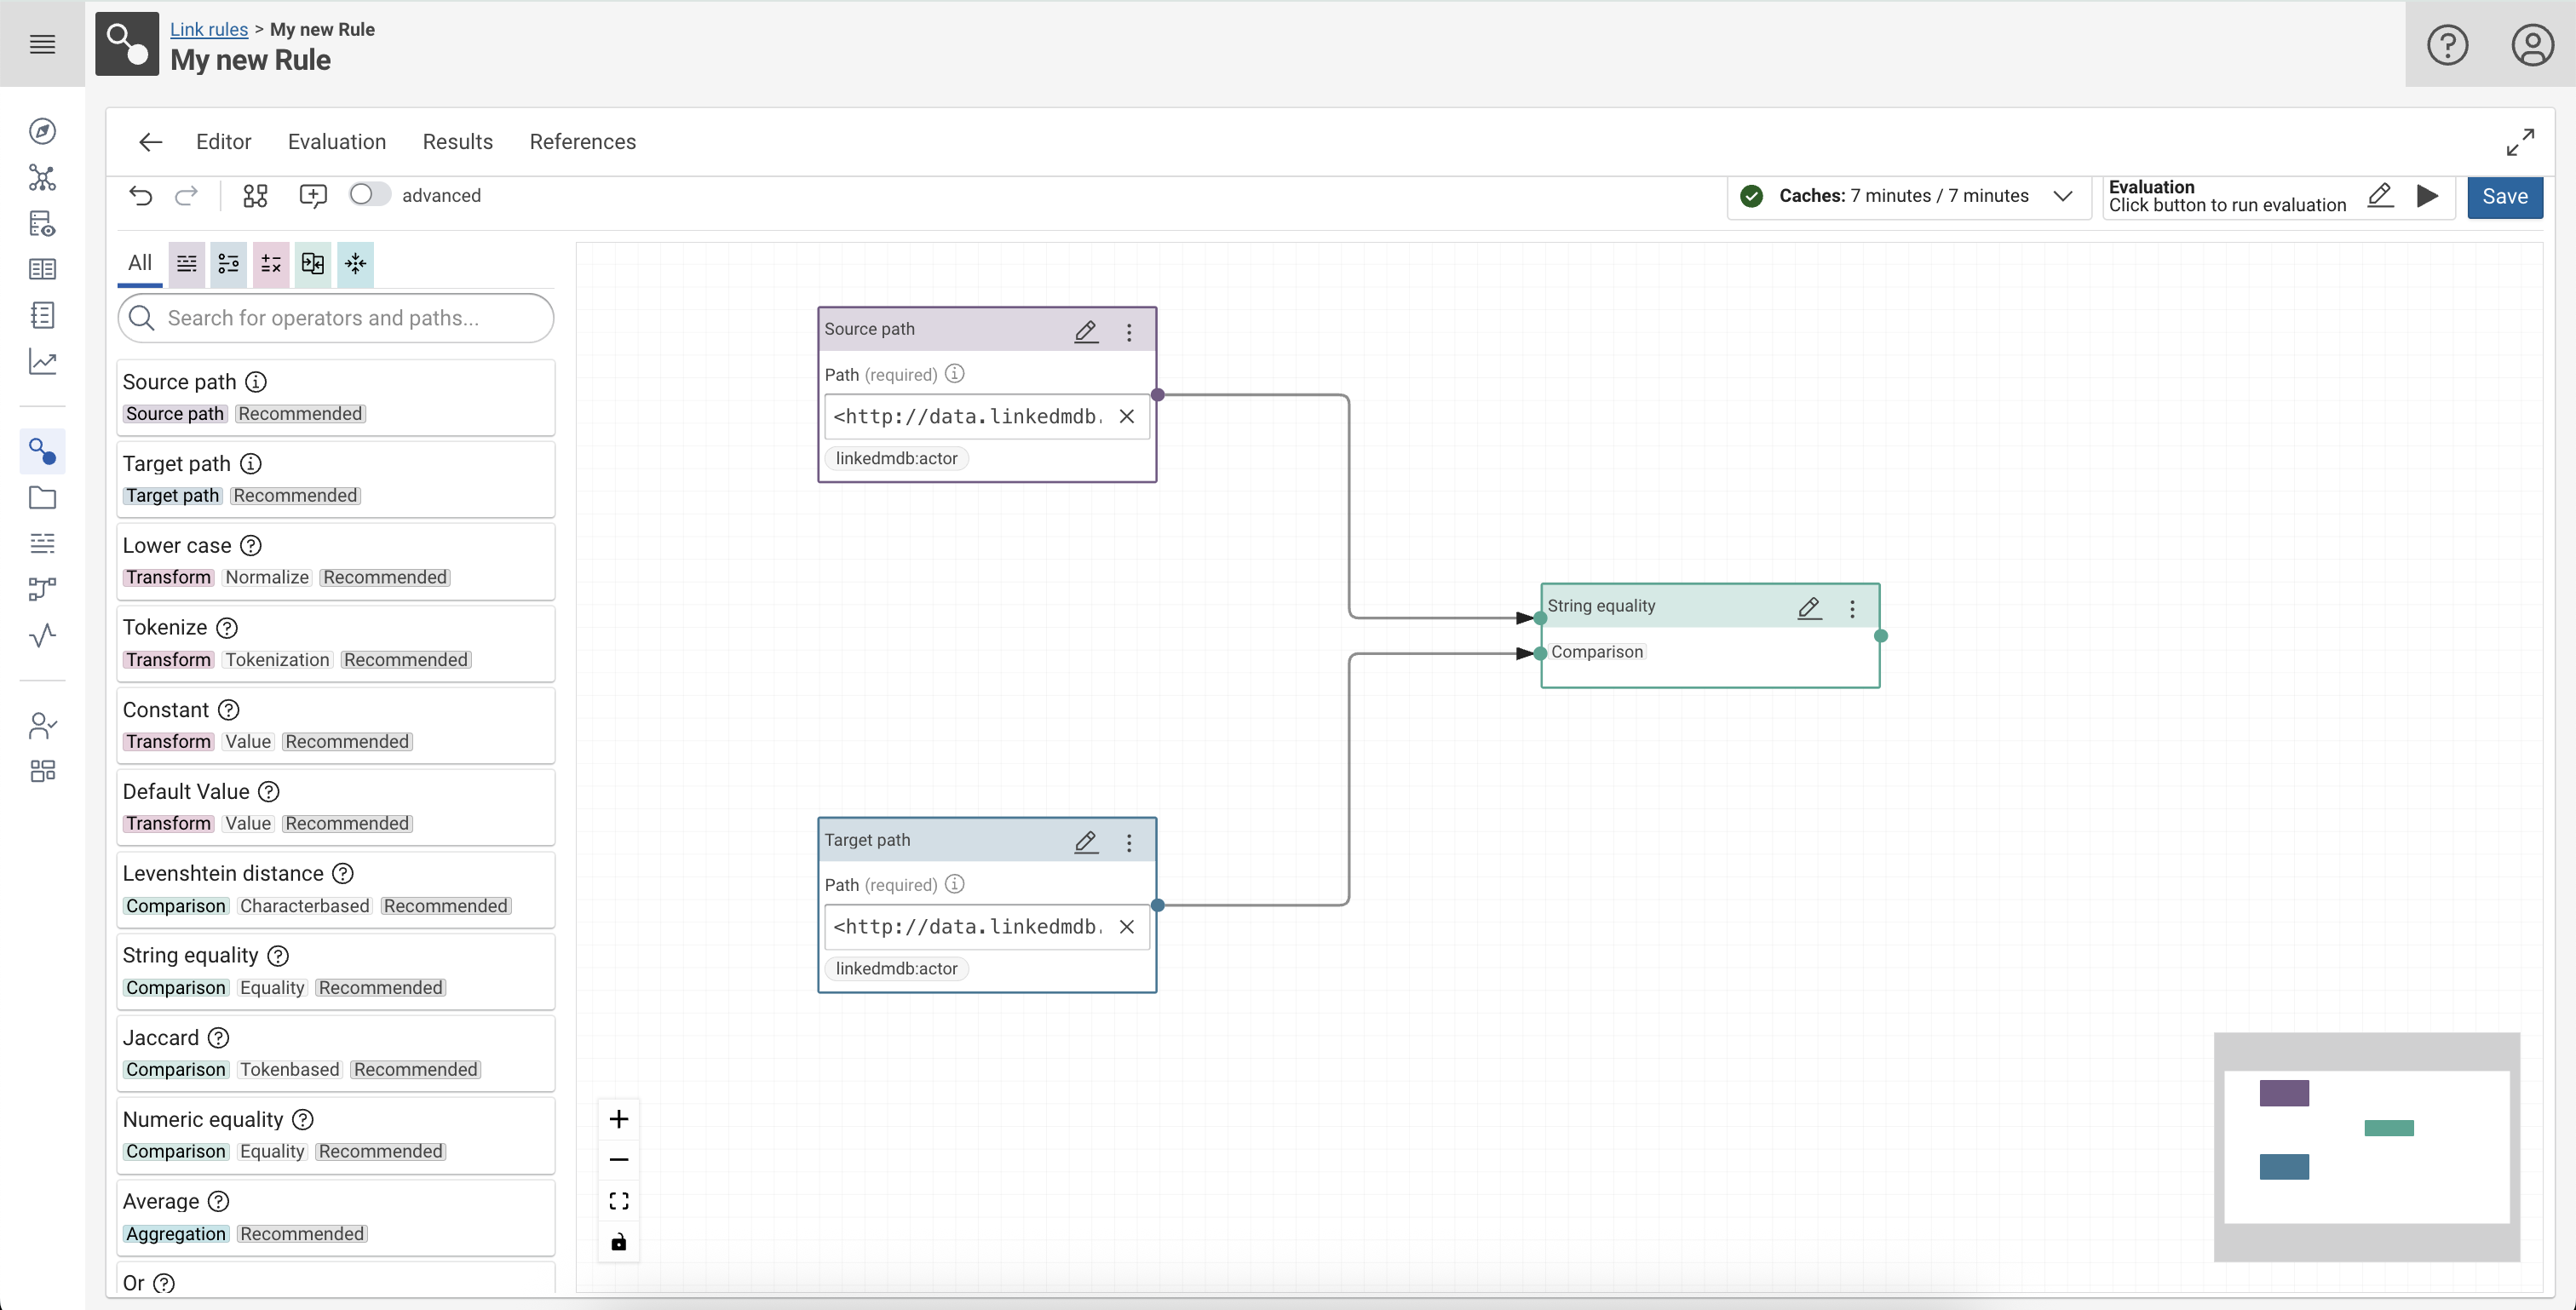 Link rules > My new Rule
My new Rule
Editor Evaluation Results References
advanced
Caches: 7 minutes / 7 minutes
Evaluation
Click button to run evaluation
Save
All
Search for operators and paths...
Source path
Source path Recommended
Target path
Target path Recommended
Lower case
Transform Normalize Recommended
Tokenize
Transform Tokenization Recommended
Constant
Transform Value Recommended
Default Value
Transform Value Recommended
Levenshtein distance
Comparison Characterbased Recommended
String equality
Comparison Equality Recommended
Jaccard
Comparison Tokenbased Recommended
Numeric equality
Comparison Equality Recommended
Average
Aggregation Recommended
Or
Source path
Path (required)
<http://data.linkedmdb.
linkedmdb:actor
String equality
Comparison
Target path
Path (required)
<http://data.linkedmdb.
linkedmdb:actor